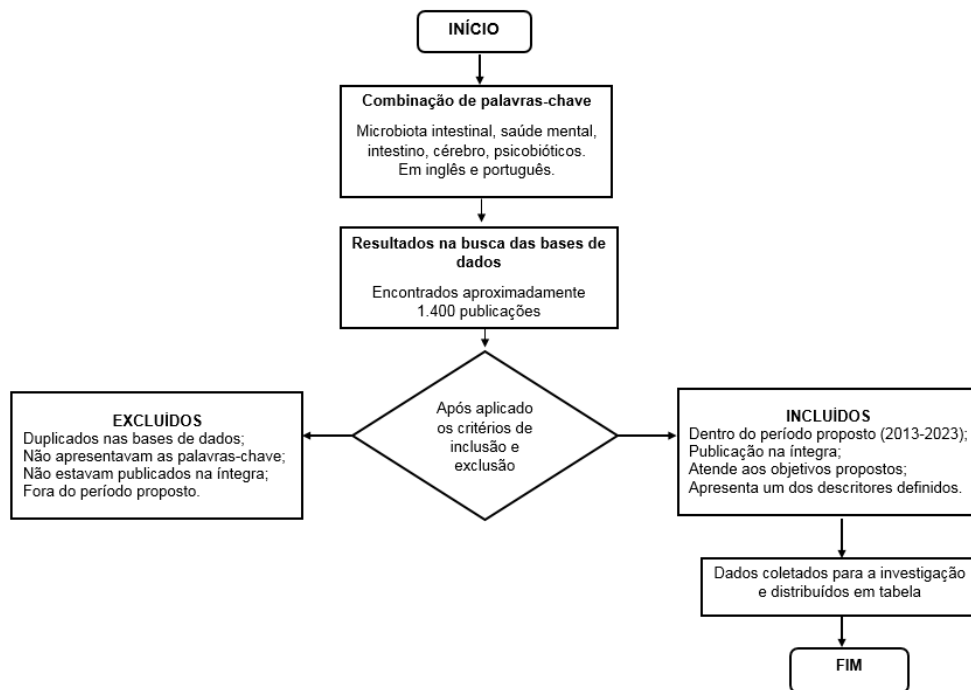 INÍCIO
Combinação de palavras-chave
Microbiota intestinal, saúde mental,
intestino, cérebro, psicobióticos.
Em inglês e português.
Resultados na busca das bases de
dados
Encontrados aproximadamente
1.400 publicações
Após aplicado
os critérios de
inclusão e
exclusão
EXCLUÍDOS
Duplicados nas bases de dados;
Não apresentavam as palavras-chave;
Não estavam publicados na íntegra;
Fora do período proposto.
INCLUÍDOS
Dentro do período proposto (2013-2023);
Publicação na íntegra;
Atende aos objetivos propostos;
Apresenta um dos descritores definidos.
Dados coletados para a investigação
e distribuídos em tabela
FIM